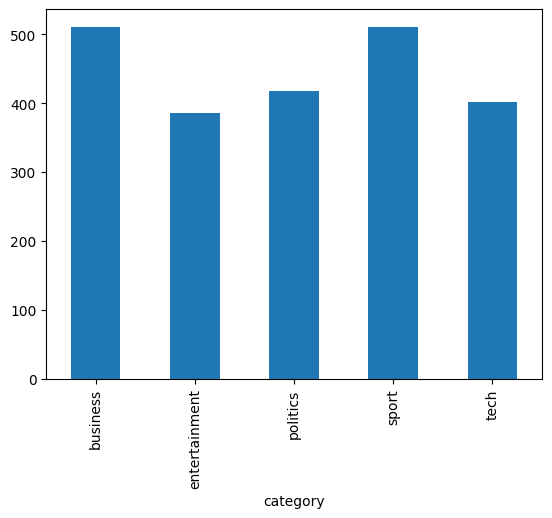 500
400
300
200
100
0
business
entertainment
politics
sport
tech
category